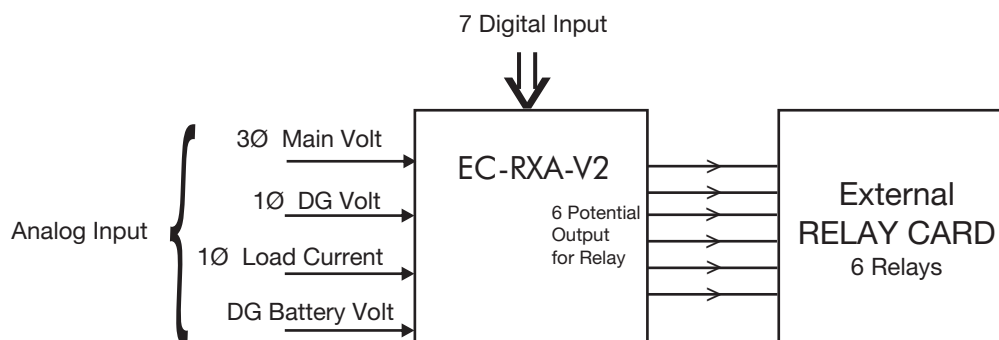 7 Digital Input
3Ø Main Volt
1Ø DG Volt
Analog Input
1Ø Load Current
DG Battery Volt
EC-RXA-V2
6 Potential
Output
for Relay
External
RELAY CARD
6 Relays